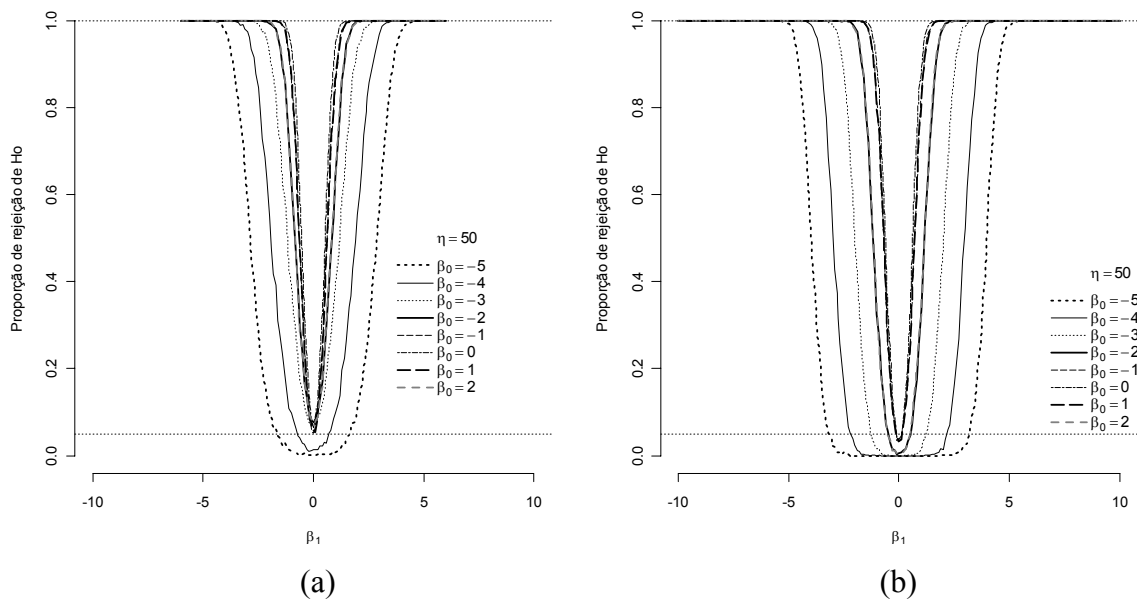 1.0
0.8
0.6
0.4
0.2
0.0
Proporção de rejeição de Ho
-10
-5
0
5
10
β1
η = 50
β0 = −5
β0 = −4
β0 = −3
β0 = −2
β0 = −1
β0 = 0
β0 = 1
β0 = 2
(a)
1.0
0.8
0.6
0.4
0.2
0.0
Proporção de rejeição de Ho
-10
-5
0
5
10
β1
η = 50
β0 = −5
β0 = −4
β0 = −3
β0 = −2
β0 = −1
β0 = 0
β0 = 1
β0 = 2
(b)